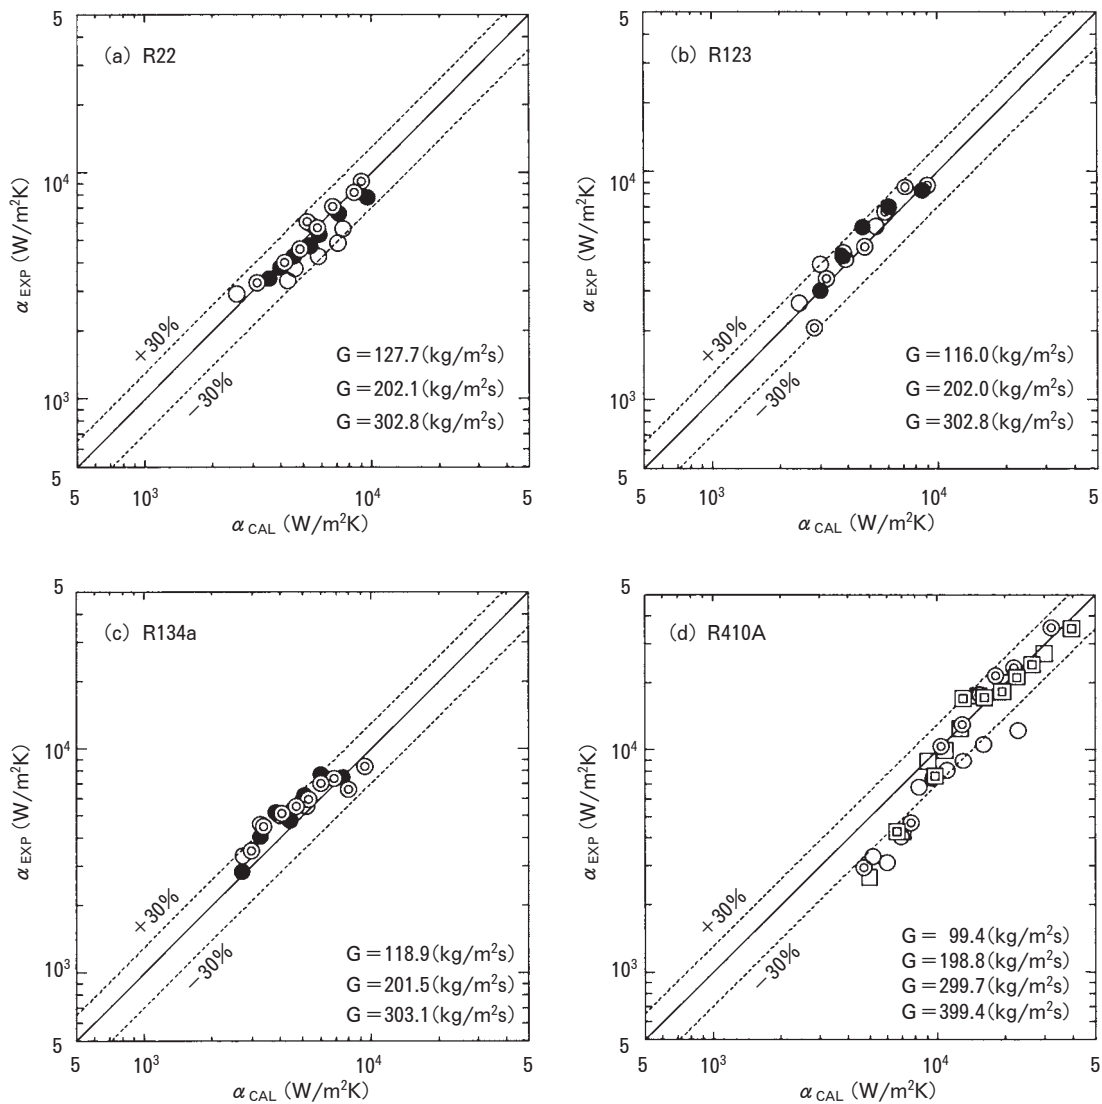 5
(a) R22
10⁴
α EXP (W/m²K)
+30%
−30%
G=127.7(kg/m²s)
G=202.1(kg/m²s)
G=302.8(kg/m²s)
10³
5
5 10³ 10⁴ 5
α CAL (W/m²K)
5
(b) R123
10⁴
α EXP (W/m²K)
+30%
−30%
G=116.0(kg/m²s)
G=202.0(kg/m²s)
G=302.8(kg/m²s)
10³
5
5 10³ 10⁴ 5
α CAL (W/m²K)
5
(c) R134a
10⁴
α EXP (W/m²K)
+30%
−30%
G=118.9(kg/m²s)
G=201.5(kg/m²s)
G=303.1(kg/m²s)
10³
5
5 10³ 10⁴ 5
α CAL (W/m²K)
5
(d) R410A
10⁴
α EXP (W/m²K)
+30%
−30%
G= 99.4(kg/m²s)
G=198.8(kg/m²s)
G=299.7(kg/m²s)
G=399.4(kg/m²s)
10³
5
5 10³ 10⁴ 5
α CAL (W/m²K)